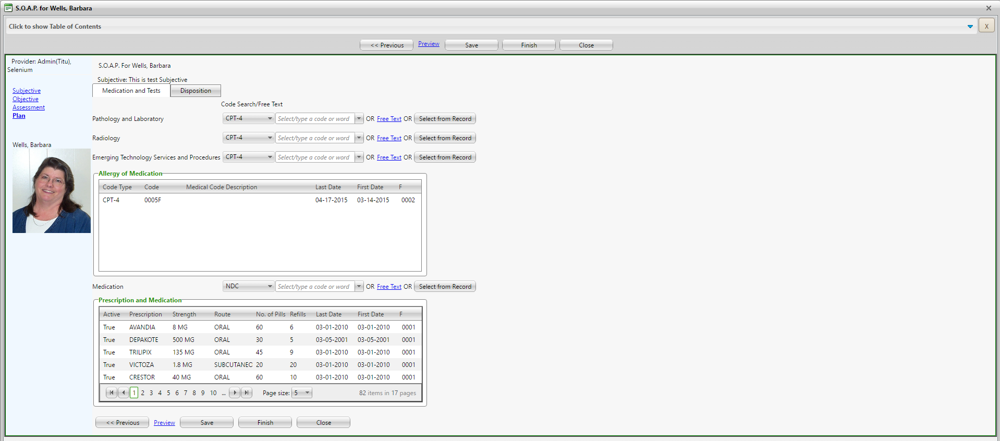 S.O.A.P. for Wells, Barbara
Click to show Table of Contents
X
<< Previous Preview Save Finish Close
Provider: Admin(Titu),
Selenium
Subjective
Objective
Assessment
Plan
Wells, Barbara
S.O.A.P. For Wells, Barbara
Subjective: This is test Subjective
Medication and Tests Disposition
Code Search/Free Text
Pathology and Laboratory CPT-4 Select/type a code or word OR Free Text OR Select from Record
Radiology CPT-4 Select/type a code or word OR Free Text OR Select from Record
Emerging Technology Services and Procedures CPT-4 Select/type a code or word OR Free Text OR Select from Record
Allergy of Medication
Code Type Code Medical Code Description Last Date First Date F
CPT-4 0005F 04-17-2015 03-14-2015 0002
Medication NDC Select/type a code or word OR Free Text OR Select from Record
Prescription and Medication
Active Prescription Strength Route No. of Pills Refills Last Date First Date F
True AVANDIA 8 MG ORAL 60 6 03-01-2010 03-01-2010 0001
True DEPAKOTE 500 MG ORAL 30 5 03-05-2001 03-05-2001 0001
True TRILIPIX 135 MG ORAL 45 9 03-01-2010 03-01-2010 0001
True VICTOZA 1.8 MG SUBCUTANEO 20 20 03-01-2010 03-01-2010 0001
True CRESTOR 40 MG ORAL 60 10 03-01-2010 03-01-2010 0001
1 2 3 4 5 6 7 8 9 10 ... Page size: 5 82 items in 17 pages
<< Previous Preview Save Finish Close